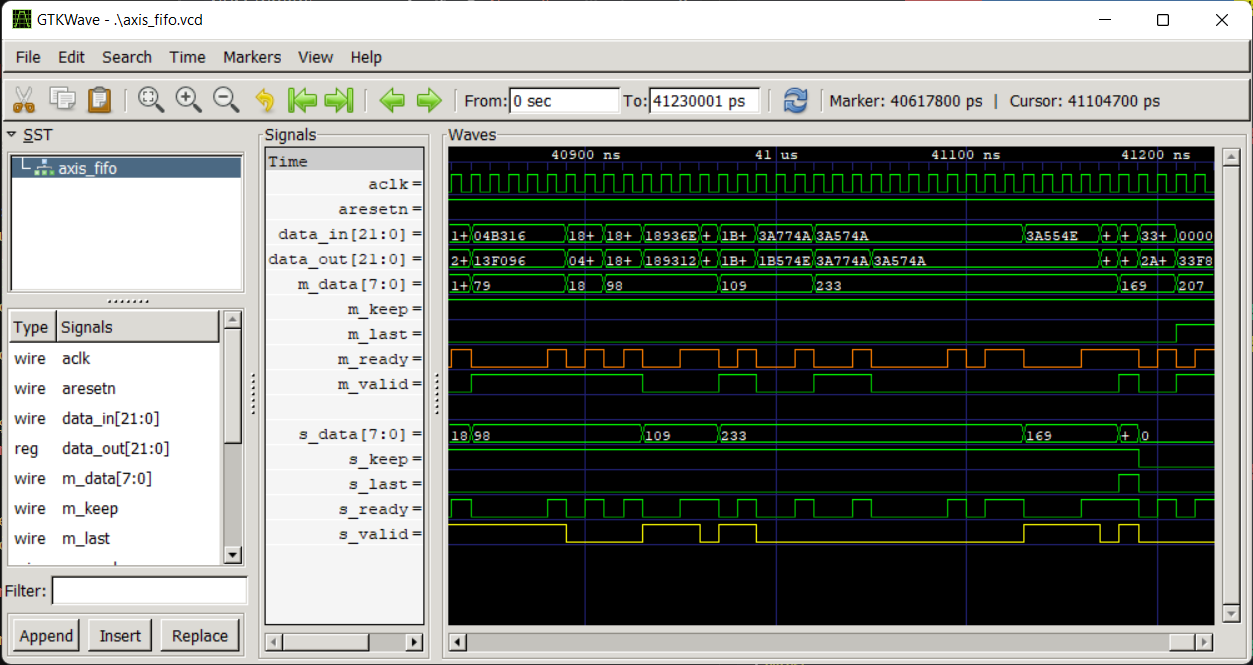 GTKWave - .\axis_fifo.vcd
File Edit Search Time Markers View Help
From: 0 sec To: 41230001 ps Marker: 40617800 ps | Cursor: 41104700 ps
SST
axis_fifo
Type Signals
wire aclk
wire aresetn
wire data_in[21:0]
reg data_out[21:0]
wire m_data[7:0]
wire m_keep
wire m_last
Filter:
Append Insert Replace
Signals
Time
aclk=
aresetn=
data_in[21:0]=
data_out[21:0]=
m_data[7:0]=
m_keep=
m_last=
m_ready=
m_valid=
s_data[7:0]=
s_keep=
s_last=
s_ready=
s_valid=
Waves
40900 ns 41 us 41100 ns 41200 ns
1+ 04B316 18+ 18+ 18936E + 1B+ 3A774A 3A574A 3A554E + + 33+ 0000
2+ 13F096 04+ 18+ 189312 + 1B+ 1B574E 3A774A 3A574A + + 2A+ 33F8
1+ 79 18 98 109 233 169 207
18 98 109 233 169 + 0